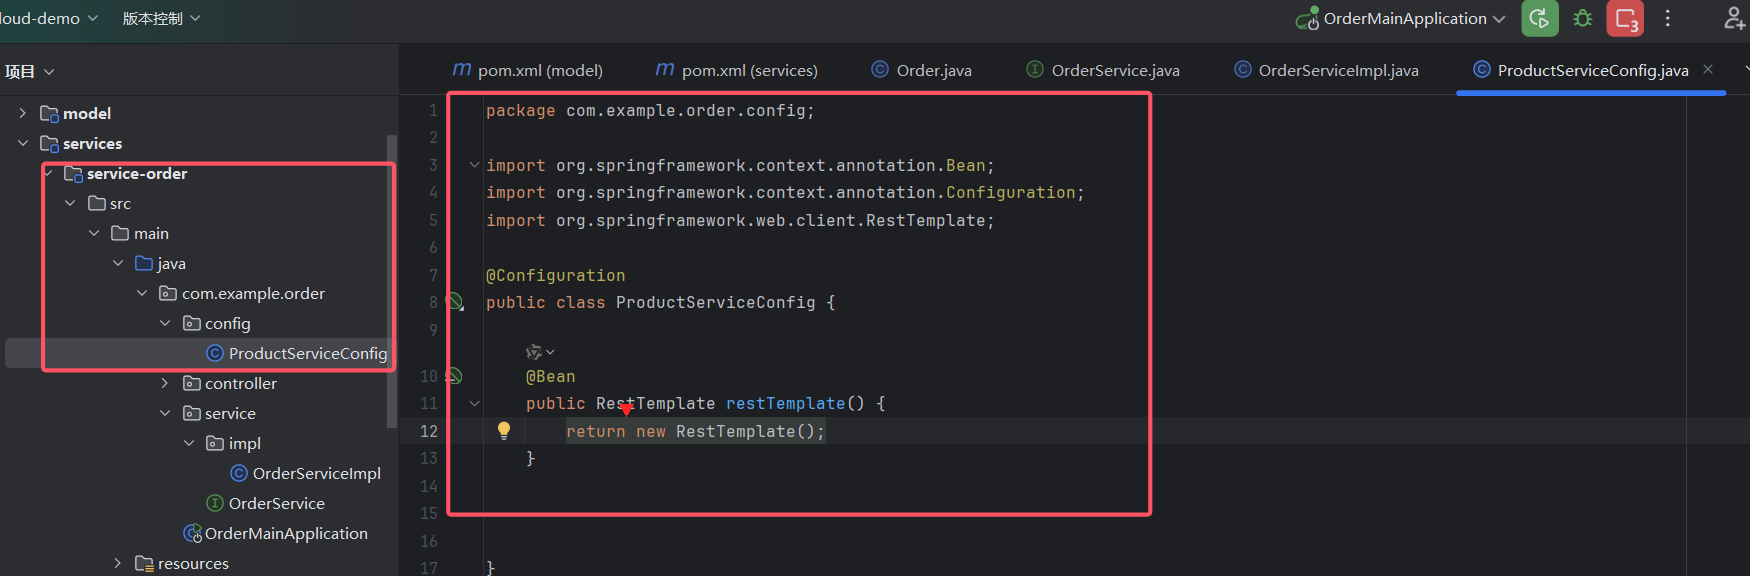 loud-demo 版本控制 OrderMainApplication 3
项目
pom.xml (model) pom.xml (services) Order.java OrderService.java OrderServiceImpl.java ProductServiceConfig.java
model
services
service-order
src
main
java
com.example.order
config
ProductServiceConfig
controller
service
impl
OrderServiceImpl
OrderService
OrderMainApplication
resources
1 package com.example.order.config;
2
3 import org.springframework.context.annotation.Bean;
4 import org.springframework.context.annotation.Configuration;
5 import org.springframework.web.client.RestTemplate;
6
7 @Configuration
8 public class ProductServiceConfig {
9
10 @Bean
11 public RestTemplate restTemplate() {
12 return new RestTemplate();
13 }
14
15
16
17 }